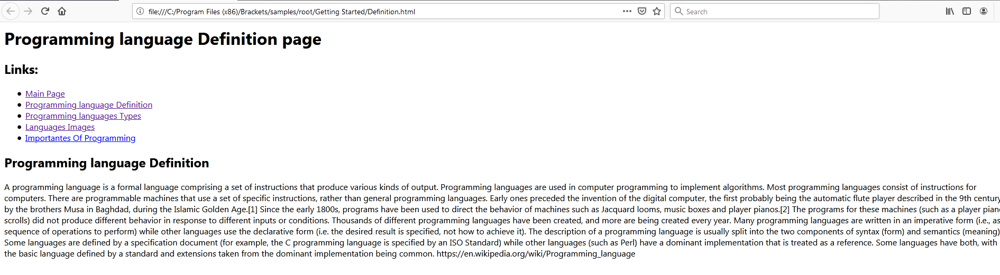 file:///C:/Program Files (x86)/Brackets/samples/root/Getting Started/Definition.html
Search
Programming language Definition page
Links:
Main Page
Programming language Definition
Programming languages Types
Languages Images
Importantes Of Programming
Programming language Definition
A programming language is a formal language comprising a set of instructions that produce various kinds of output. Programming languages are used in computer programming to implement algorithms. Most programming languages consist of instructions for
computers. There are programmable machines that use a set of specific instructions, rather than general programming languages. Early ones preceded the invention of the digital computer, the first probably being the automatic flute player described in the 9th century
by the brothers Musa in Baghdad, during the Islamic Golden Age.[1] Since the early 1800s, programs have been used to direct the behavior of machines such as Jacquard looms, music boxes and player pianos.[2] The programs for these machines (such as a player
scrolls) did not produce different behavior in response to different inputs or conditions. Thousands of different programming languages have been created, and more are being created every year. Many programming languages are written in an imperative form (i.e., as
sequence of operations to perform) while other languages use the declarative form (i.e. the desired result is specified, not how to achieve it). The description of a programming language is usually split into the two components of syntax (form) and semantics (meaning)
Some languages are defined by a specification document (for example, the C programming language is specified by an ISO Standard) while other languages (such as Perl) have a dominant implementation that is treated as a reference. Some languages have both, with
the basic language defined by a standard and extensions taken from the dominant implementation being common. https://en.wikipedia.org/wiki/Programming_language